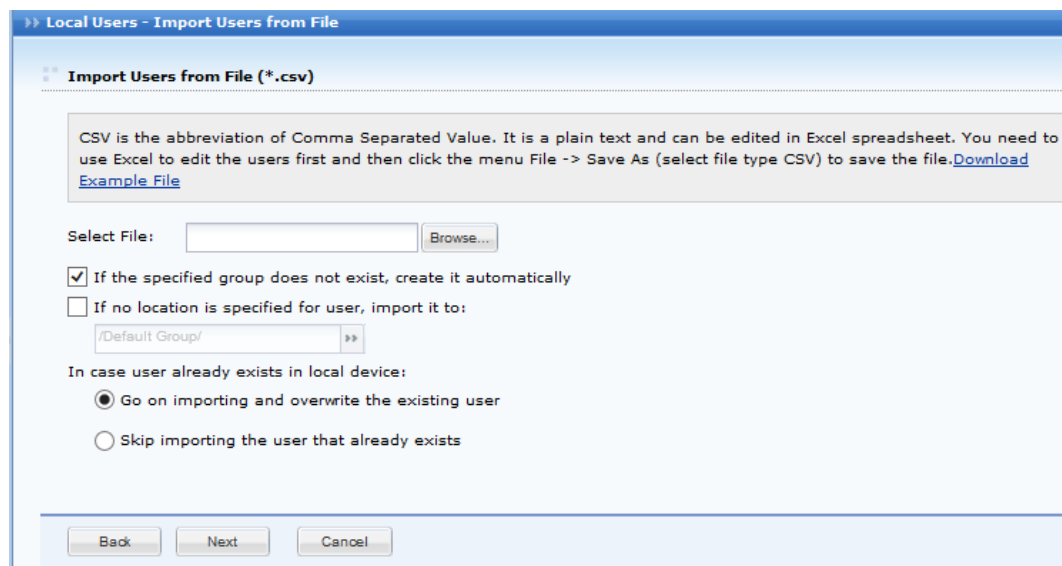 Local Users - Import Users from File
Import Users from File (*.csv)
CSV is the abbreviation of Comma Separated Value. It is a plain text and can be edited in Excel spreadsheet. You need to
use Excel to edit the users first and then click the menu File -> Save As (select file type CSV) to save the file.Download
Example File
Select File:
Browse...
If the specified group does not exist, create it automatically
If no location is specified for user, import it to:
/Default Group/
In case user already exists in local device:
Go on importing and overwrite the existing user
Skip importing the user that already exists
Back Next Cancel